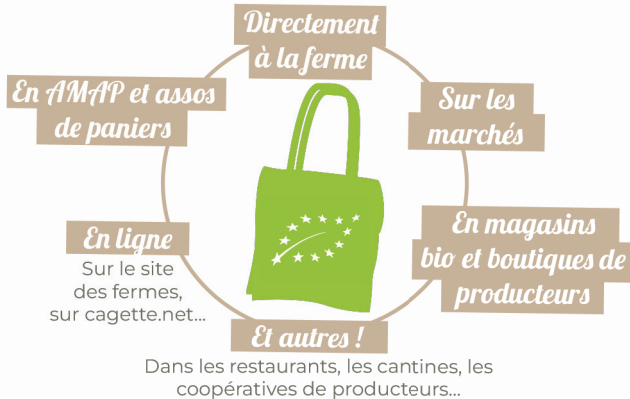 Directement
à la ferme
Sur les
marchés
En magasins
bio et boutiques de
producteurs
Et autres !
Dans les restaurants, les cantines, les
coopératives de producteurs...
En ligne
Sur le site
des fermes,
sur cagette.net...
En AMAP et assos
de paniers